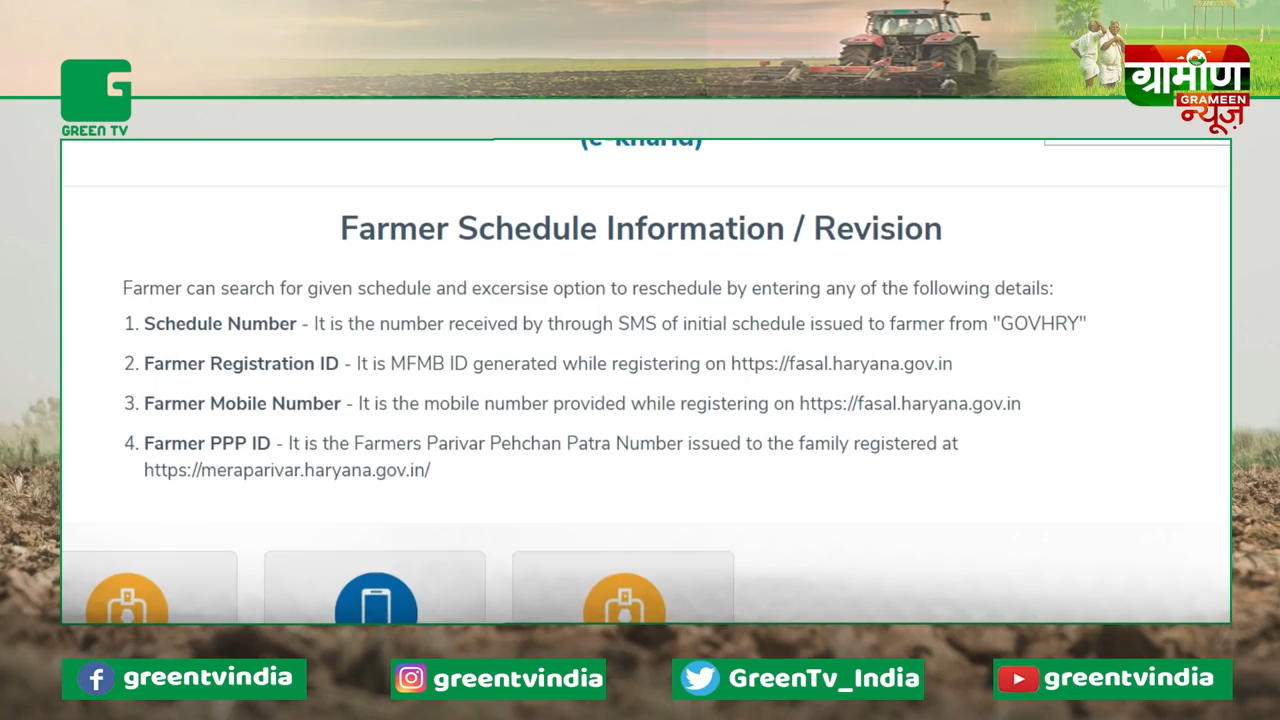 GREEN TV
ग्रामीण
GRAMEEN
न्यूज़
(e-kharid)
Farmer Schedule Information / Revision
Farmer can search for given schedule and excersise option to reschedule by entering any of the following details:
1. Schedule Number - It is the number received by through SMS of initial schedule issued to farmer from "GOVHRY"
2. Farmer Registration ID - It is MFMB ID generated while registering on https://fasal.haryana.gov.in
3. Farmer Mobile Number - It is the mobile number provided while registering on https://fasal.haryana.gov.in
4. Farmer PPP ID - It is the Farmers Parivar Pehchan Patra Number issued to the family registered at
https://meraparivar.haryana.gov.in/
greentvindia
greentvindia
GreenTv_India
greentvindia